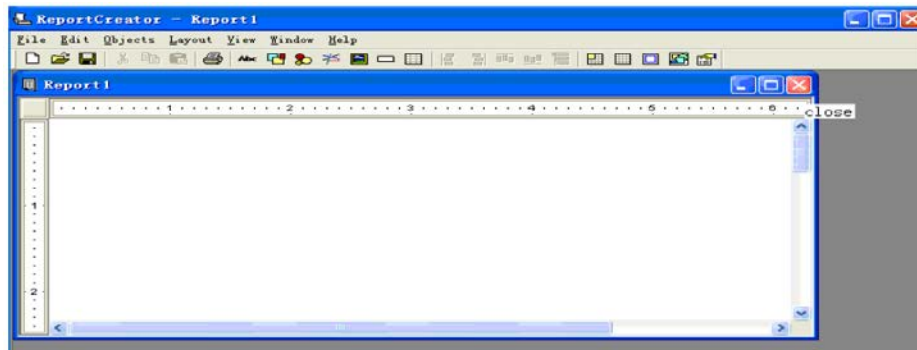 ReportCreator - Report1
File Edit Objects Layout View Window Help
Abc
Report1
1 2 3 4 5 6
close
1
2